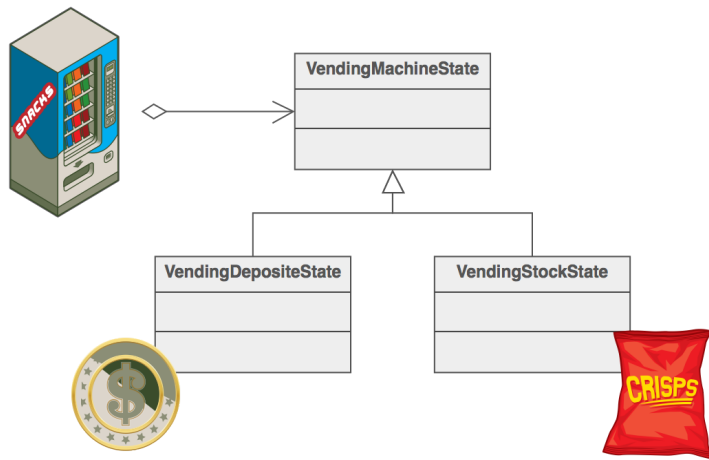 VendingMachineState
SNACKS
VendingDepositeState
VendingStockState
$
CRISPS